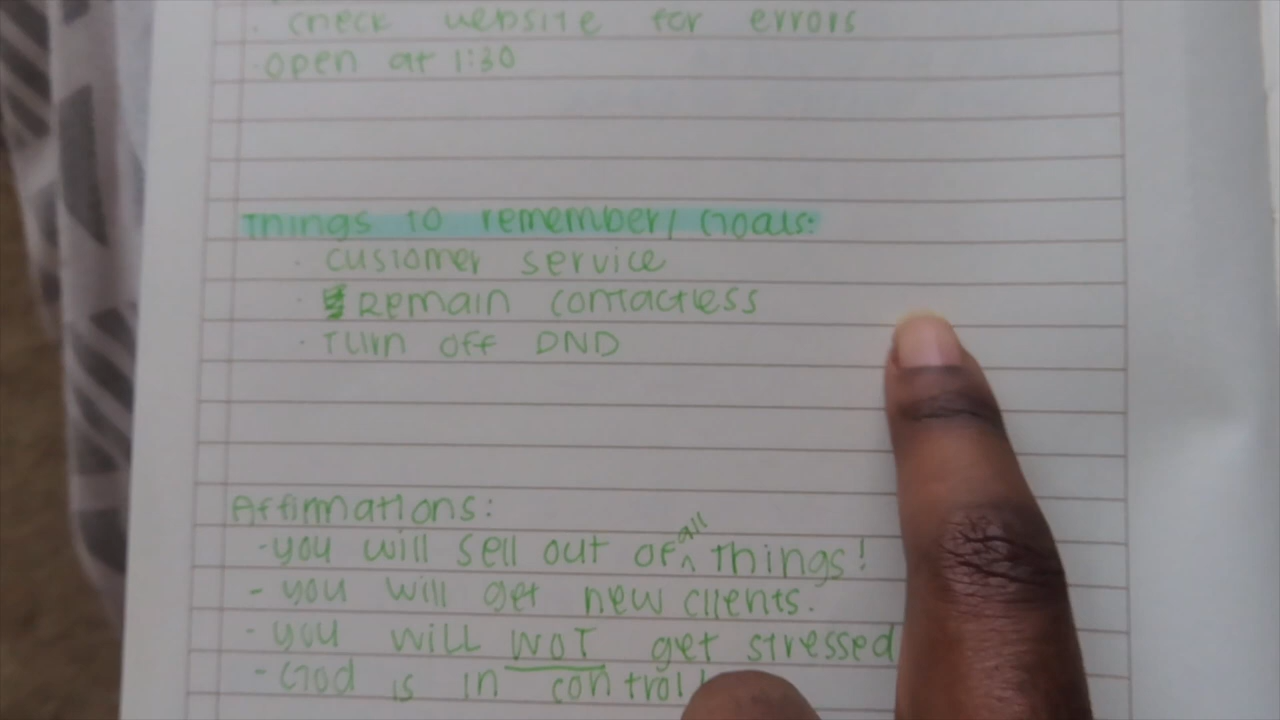 . check website for errors
. open at 1:30
Things to remember/Goals:
. customer service
. Remain contactless
. Turn off DND
Affirmations:
- you will sell out of ^all things!
- you will get new clients.
- you will NOT get stressed
- God is in control